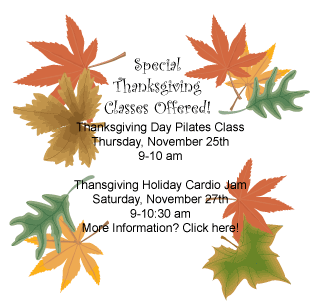 Special
Thanksgiving
Classes Offered!
Thanksgiving Day Pilates Class
Thursday, November 25th
9-10 am
Thansgiving Holiday Cardio Jam
Saturday, November 27th
9-10:30 am
More Information? Click here!